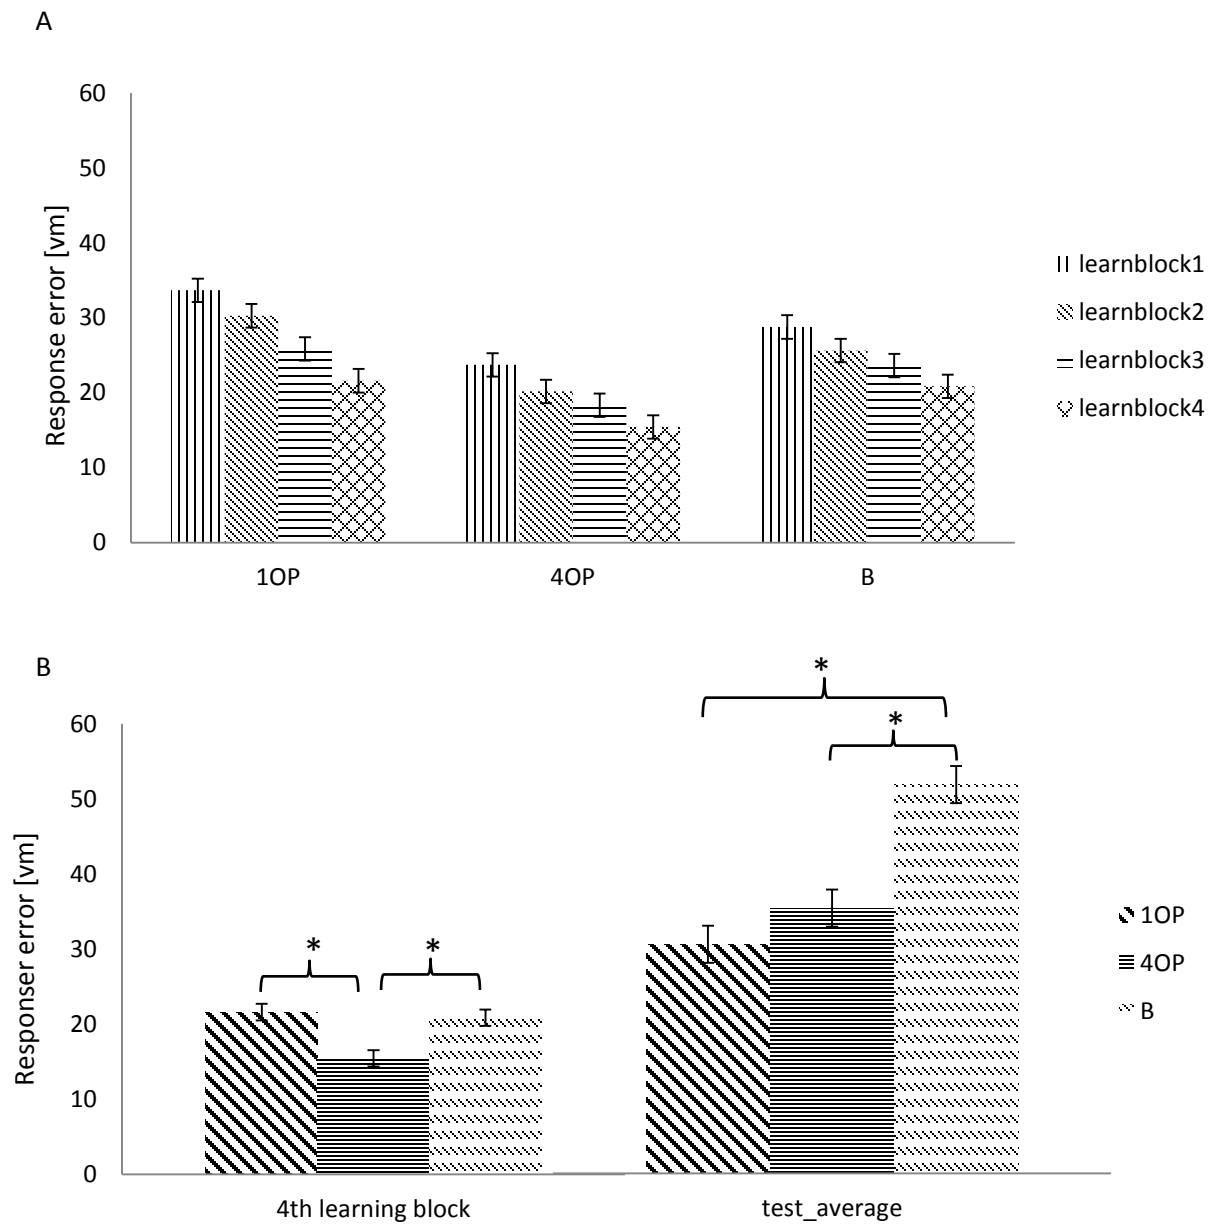 A
60
50
40
30
20
10
0
Response error [vm]
1OP
4OP
B
learnblock1
learnblock2
learnblock3
learnblock4
B
60
50
40
30
20
10
0
Responser error [vm]
*
*
*
*
4th learning block
test_average
1OP
4OP
B